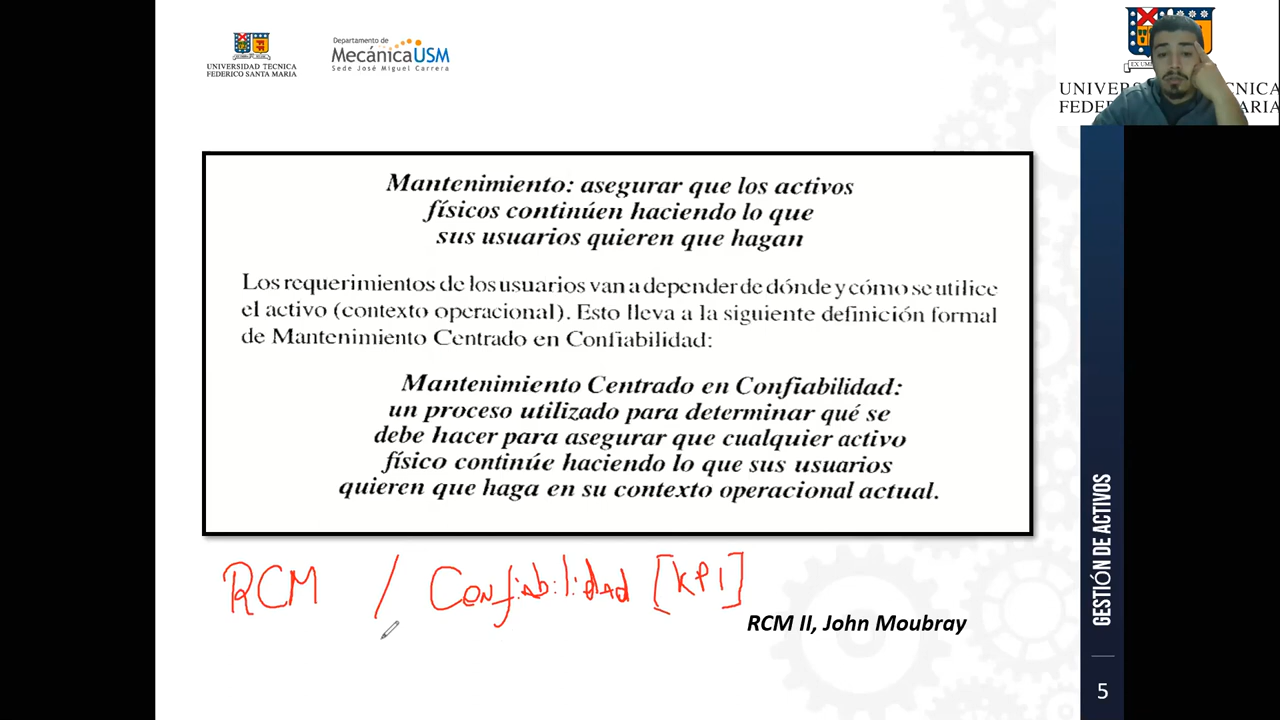 UNIVERSIDAD TECNICA
FEDERICO SANTA MARIA
Departamento de
MecánicaUSM
Sede José Miguel Carrera
EX UM
UNIVER CNICA
FEDER ARIA
Mantenimiento: asegurar que los activos
físicos continúen haciendo lo que
sus usuarios quieren que hagan
Los requerimientos de los usuarios van a depender de dónde y cómo se utilice
el activo (contexto operacional). Esto lleva a la siguiente definición formal
de Mantenimiento Centrado en Confiabilidad:
Mantenimiento Centrado en Confiabilidad:
un proceso utilizado para determinar qué se
debe hacer para asegurar que cualquier activo
físico continúe haciendo lo que sus usuarios
quieren que haga en su contexto operacional actual.
RCM / Confiabilidad [KPI]
RCM II, John Moubray
GESTIÓN DE ACTIVOS
5